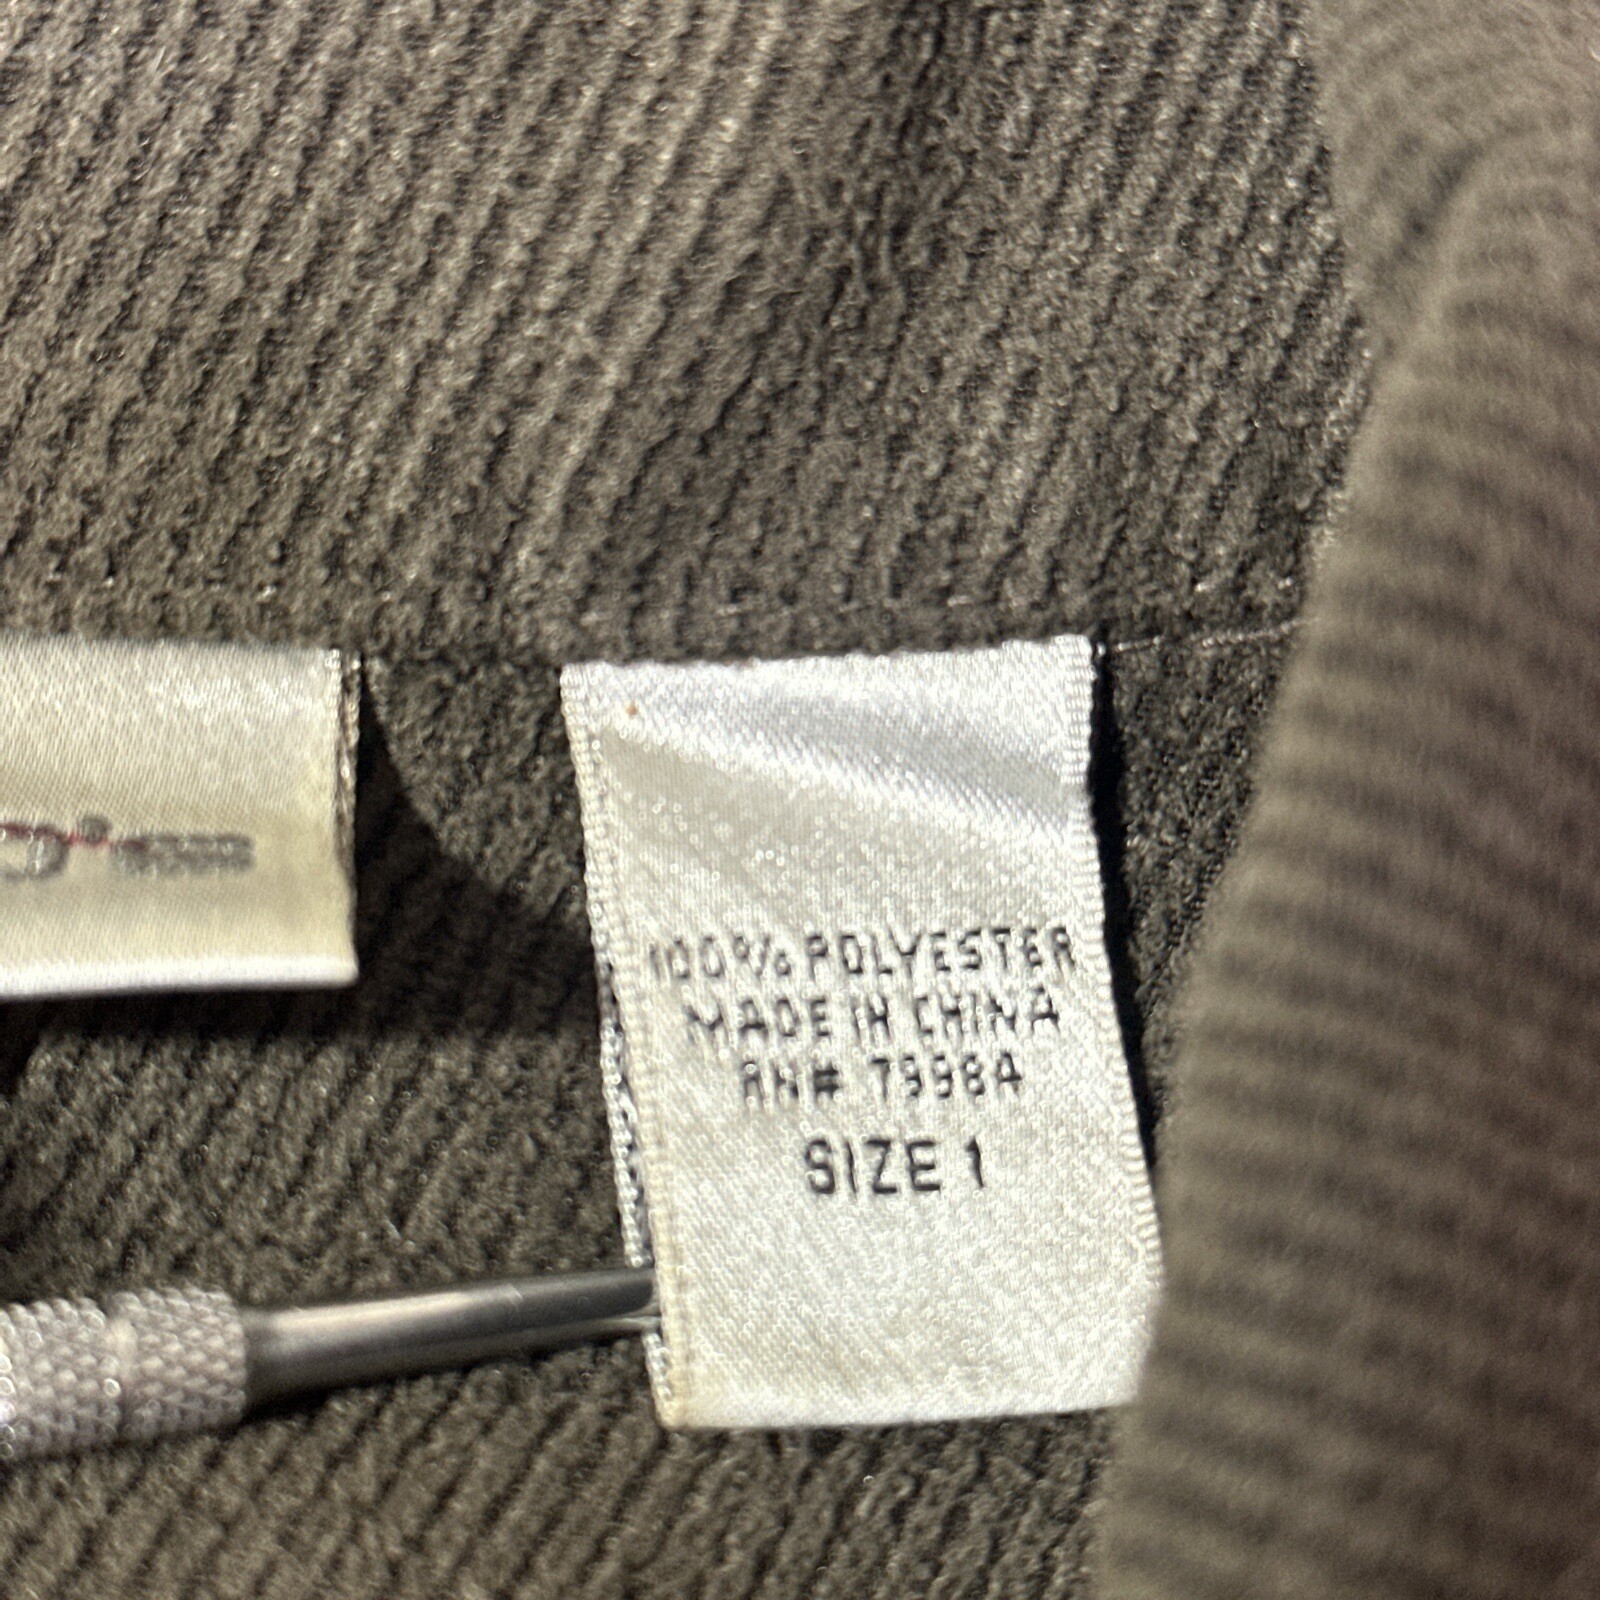 100% POLYESTER
MADE IN CHINA
RN# 79984
SIZE 1